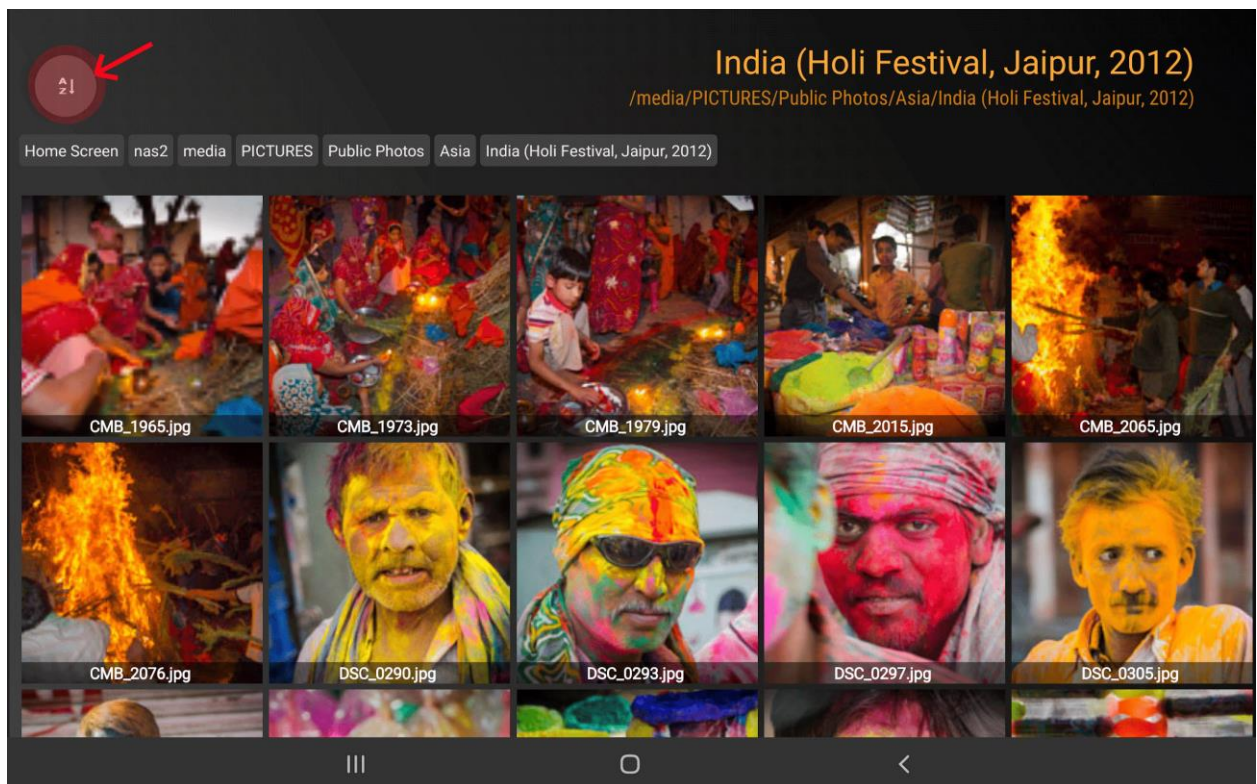 A
Z
India (Holi Festival, Jaipur, 2012)
/media/PICTURES/Public Photos/Asia/India (Holi Festival, Jaipur, 2012)
Home Screen nas2 media PICTURES Public Photos Asia India (Holi Festival, Jaipur, 2012)
CMB_1965.jpg CMB_1973.jpg CMB_1979.jpg CMB_2015.jpg CMB_2065.jpg
CMB_2076.jpg DSC_0290.jpg DSC_0293.jpg DSC_0297.jpg DSC_0305.jpg